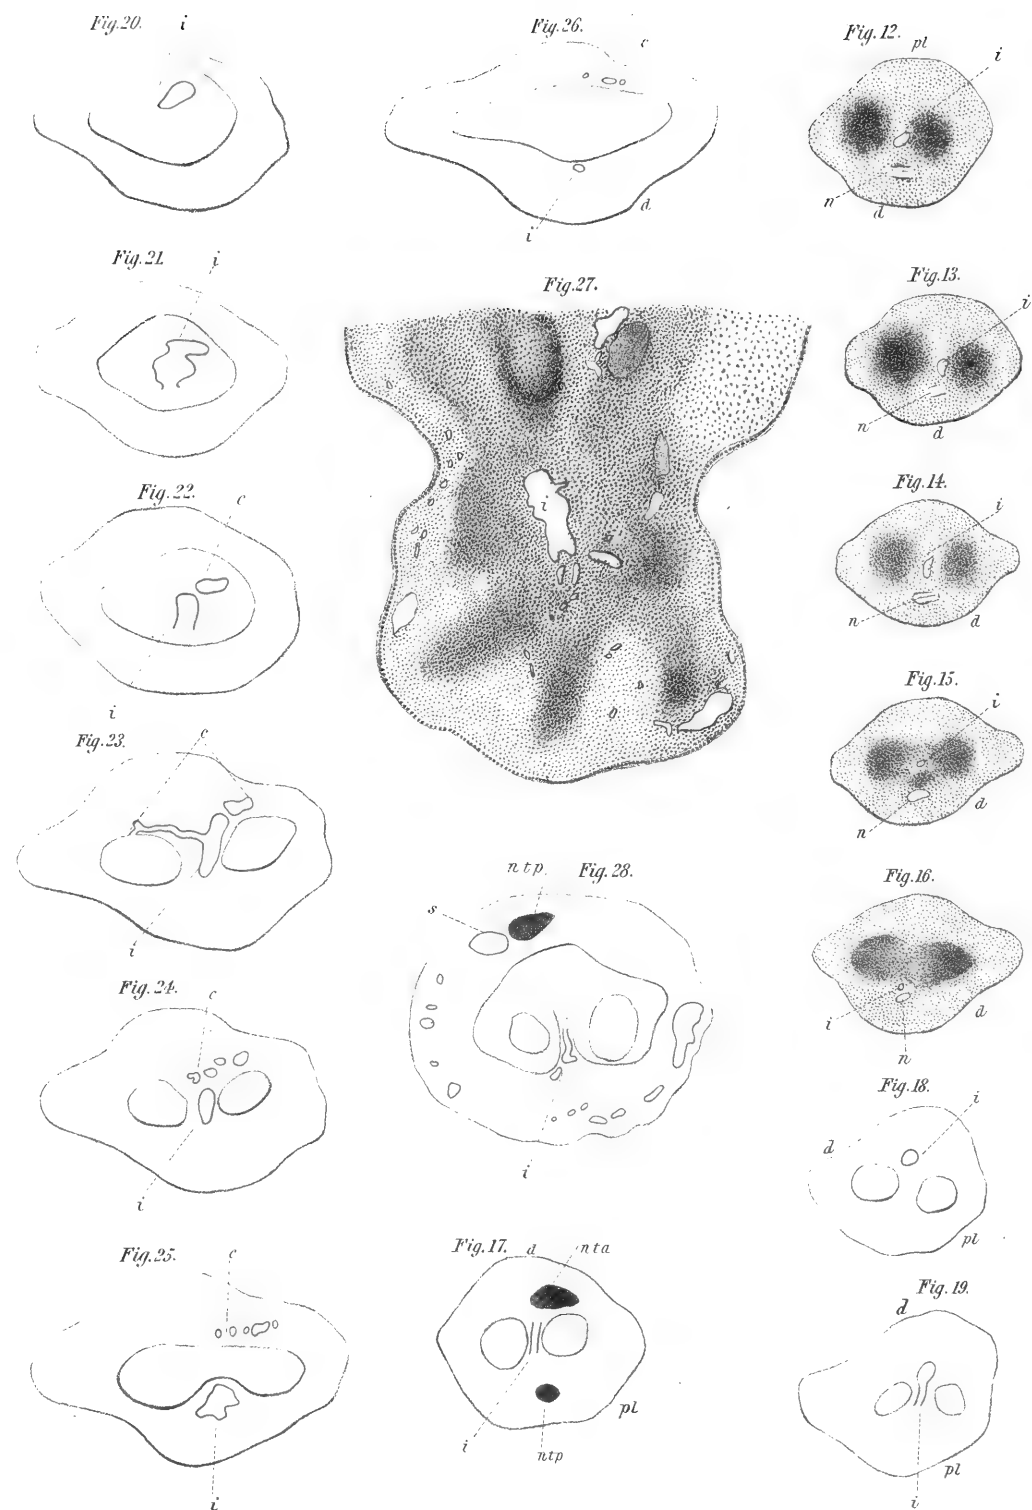 Fig. 20. i
Fig. 26. c
d
i
Fig. 12. pl
i
n
d
Fig. 21. i
Fig. 27.
i
Fig. 13.
i
n
d
Fig. 22. c
i
Fig. 14.
i
n
d
Fig. 23. c
i
Fig. 15.
i
n
d
Fig. 28.
ntp.
s
i
Fig. 16.
i
n
d
Fig. 24. c
i
Fig. 18.
i
d
pl
Fig. 25. c
i
Fig. 17. d nta
i
ntp
pl
Fig. 19.
d
pl
i